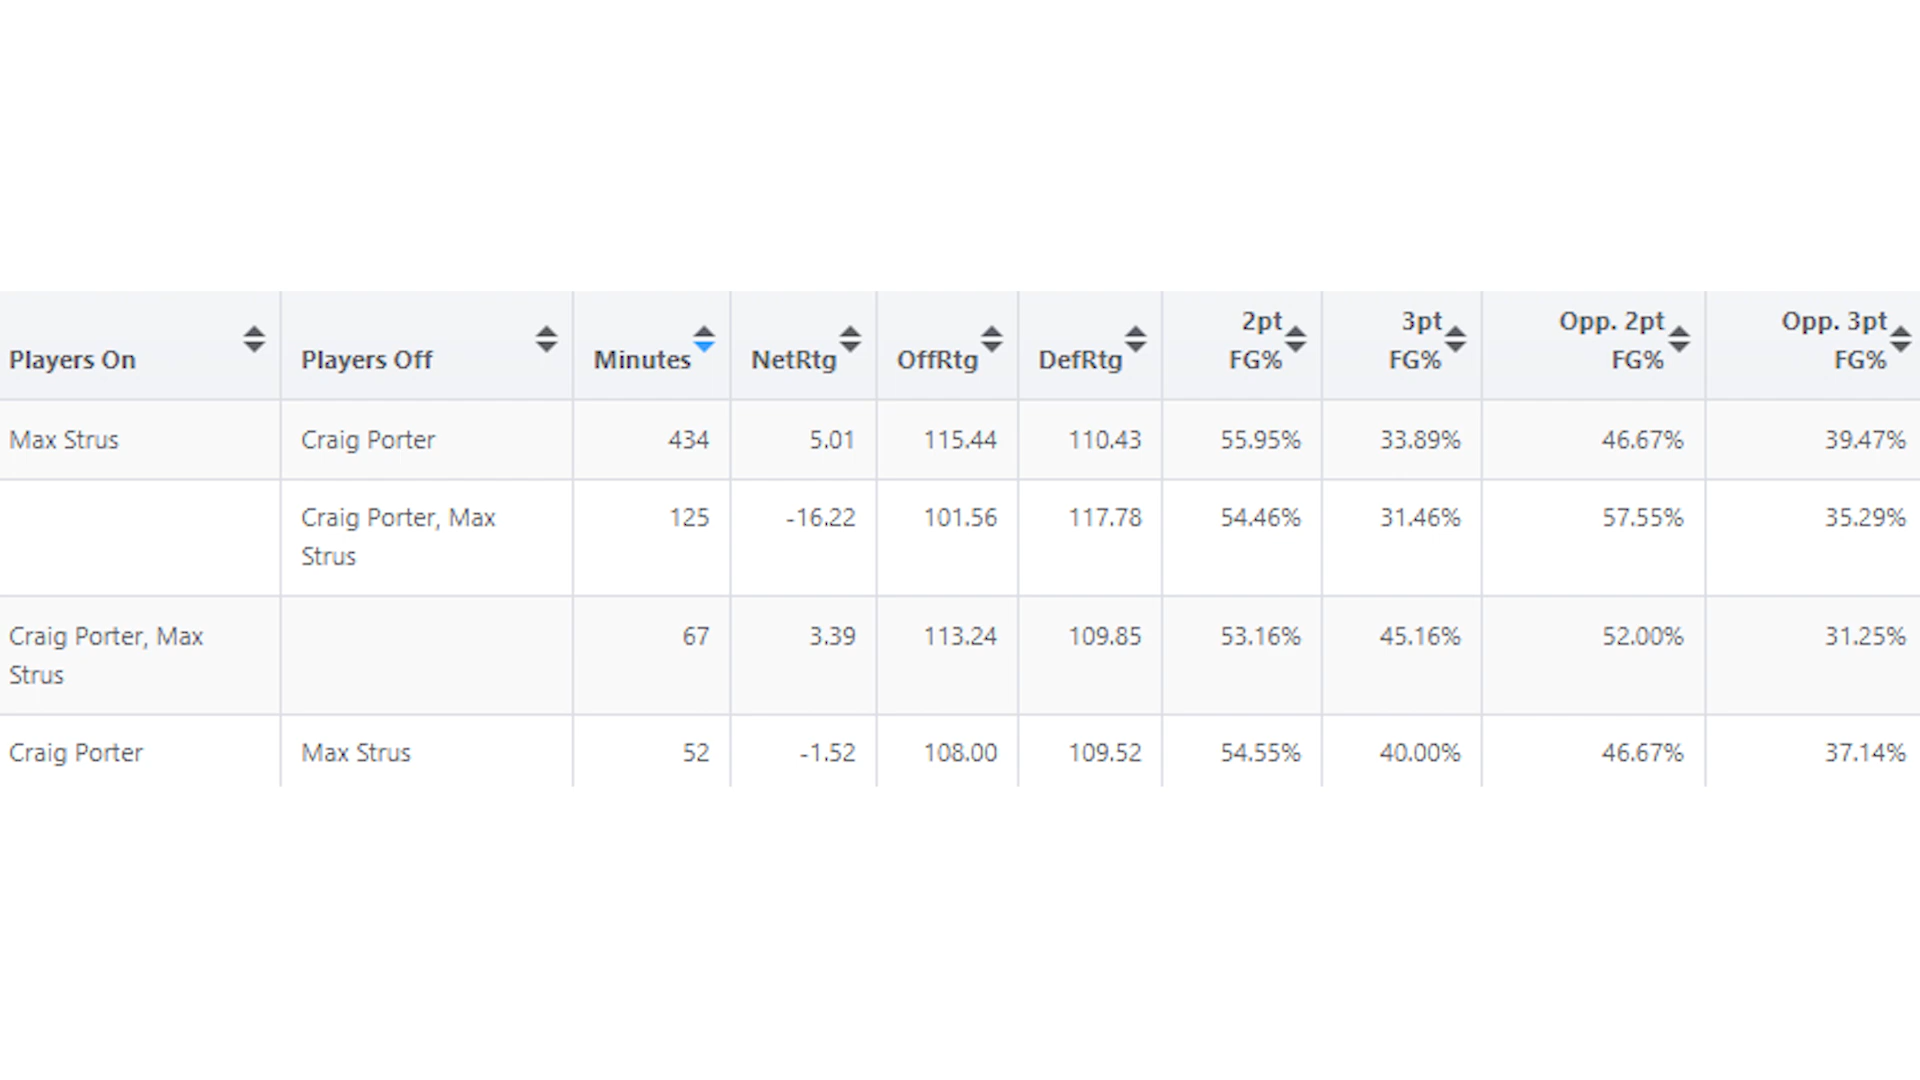 Players On Players Off Minutes NetRtg OffRtg DefRtg 2pt FG% 3pt FG% Opp. 2pt FG% Opp. 3pt FG%
Max Strus Craig Porter 434 5.01 115.44 110.43 55.95% 33.89% 46.67% 39.47%
Craig Porter, Max Strus 125 -16.22 101.56 117.78 54.46% 31.46% 57.55% 35.29%
Craig Porter, Max Strus 67 3.39 113.24 109.85 53.16% 45.16% 52.00% 31.25%
Craig Porter Max Strus 52 -1.52 108.00 109.52 54.55% 40.00% 46.67% 37.14%